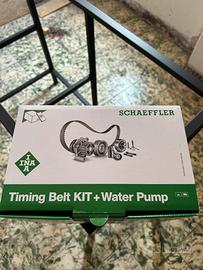 SCHAEFFLER
INA
Timing Belt KIT+Water Pump